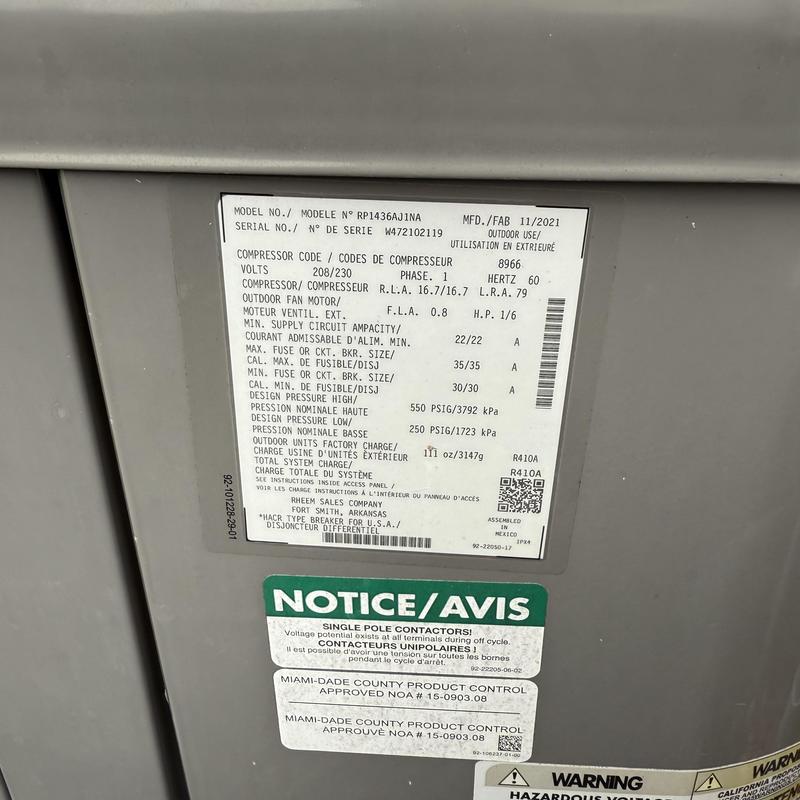 MODEL NO./ MODELE N° RP1436AJ1NA MFD./FAB 11/2021
SERIAL NO./ N° DE SERIE W472102119 OUTDOOR USE/
UTILISATION EN EXTRIEURÉ
COMPRESSOR CODE / CODES DE COMPRESSEUR 8966
VOLTS 208/230 PHASE. 1 HERTZ 60
COMPRESSOR/ COMPRESSEUR R.L.A. 16.7/16.7 L.R.A. 79
OUTDOOR FAN MOTOR/
MOTEUR VENTIL. EXT. F.L.A. 0.8 H.P. 1/6
MIN. SUPPLY CIRCUIT AMPACITY/
COURANT ADMISSABLE D'ALIM. MIN. 22/22 A
MAX. FUSE OR CKT. BKR. SIZE/
CAL. MAX. DE FUSIBLE/DISJ 35/35 A
MIN. FUSE OR CKT. BKR. SIZE/
CAL. MIN. DE FUSIBLE/DISJ 30/30 A
DESIGN PRESSURE HIGH/
PRESSION NOMINALE HAUTE 550 PSIG/3792 kPa
DESIGN PRESSURE LOW/
PRESSION NOMINALE BASSE 250 PSIG/1723 kPa
OUTDOOR UNITS FACTORY CHARGE/
CHARGE USINE D'UNITÉS ÈXTÉRIEUR 111 oz/3147g R410A
TOTAL SYSTEM CHARGE/
CHARGE TOTALE DU SYSTÈME R410A
SEE INSTRUCTIONS INSIDE ACCESS PANEL /
VOIR LES CHARGE INSTRUCTIONS À L'INTÉRIEUR DU PANNEAU D'ACCÈS
RHEEM SALES COMPANY
FORT SMITH, ARKANSAS
*HACR TYPE BREAKER FOR U.S.A./
DISJONCTEUR DIFFERENTIEL
ASSEMBLED
IN
MEXICO
IPX4
92-22050-17
92-101228-29-01
NOTICE/AVIS
SINGLE POLE CONTACTORS!
Voltage potential exists at all terminals during off cycle.
CONTACTEURS UNIPOLAIRES !
Il est possible d'avoir une tension sur toutes les bornes
pendant le cycle d'arrêt.
92-22205-06-02
MIAMI-DADE COUNTY PRODUCT CONTROL
APPROVED NOA # 15-0903.08
MIAMI-DADE COUNTY PRODUCT CONTROL
APPROUVÈ NOA # 15-0903.08
92-106237-01-00
WARNING
HAZARDOUS
CALIFORNIA